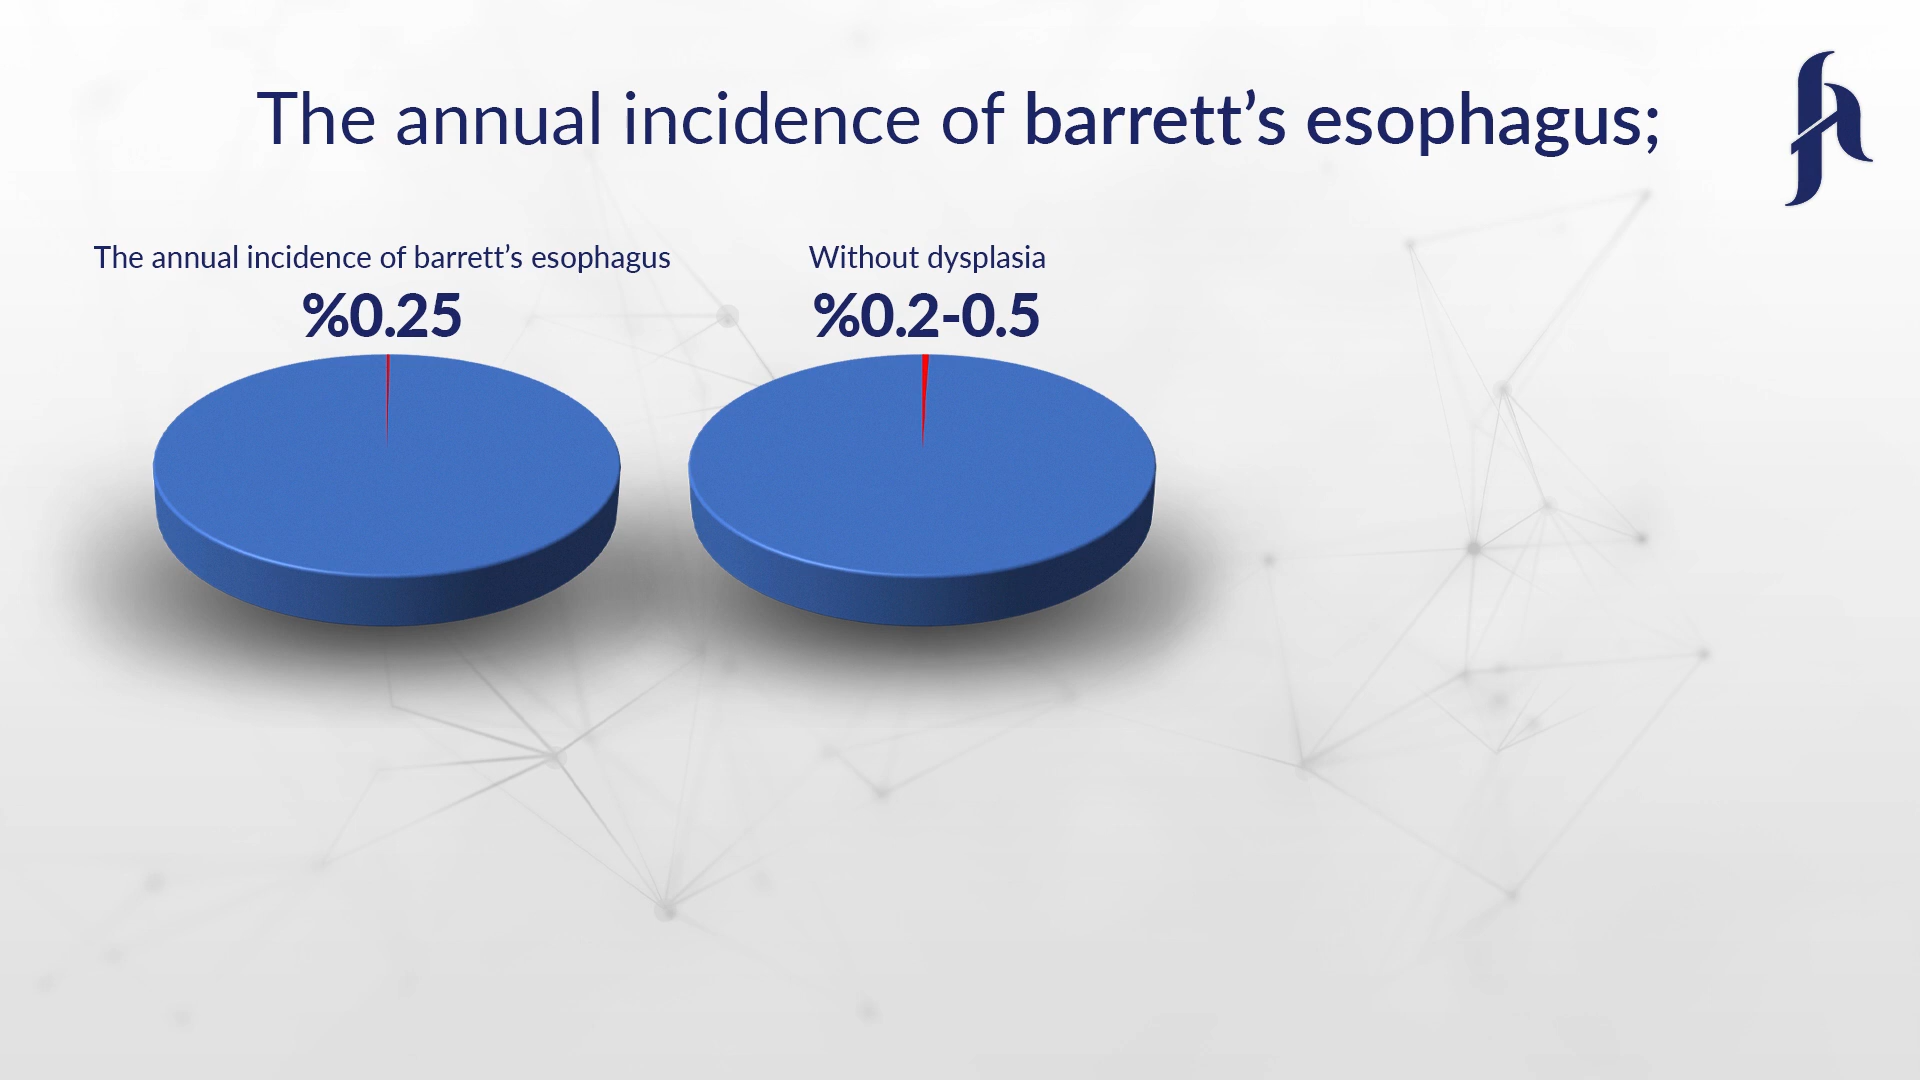 The annual incidence of barrett’s esophagus;
The annual incidence of barrett’s esophagus
%0.25
Without dysplasia
%0.2-0.5